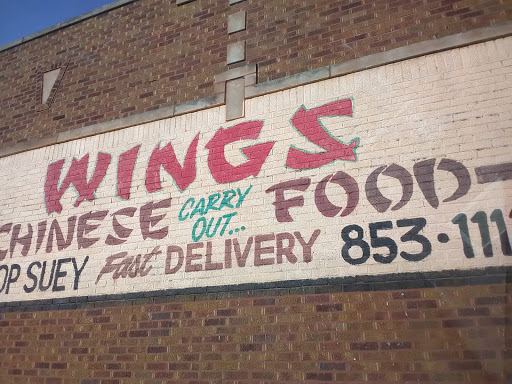 WINGS
CHINESE CARRY OUT... FOOD
OP SUEY Fast DELIVERY 853·111